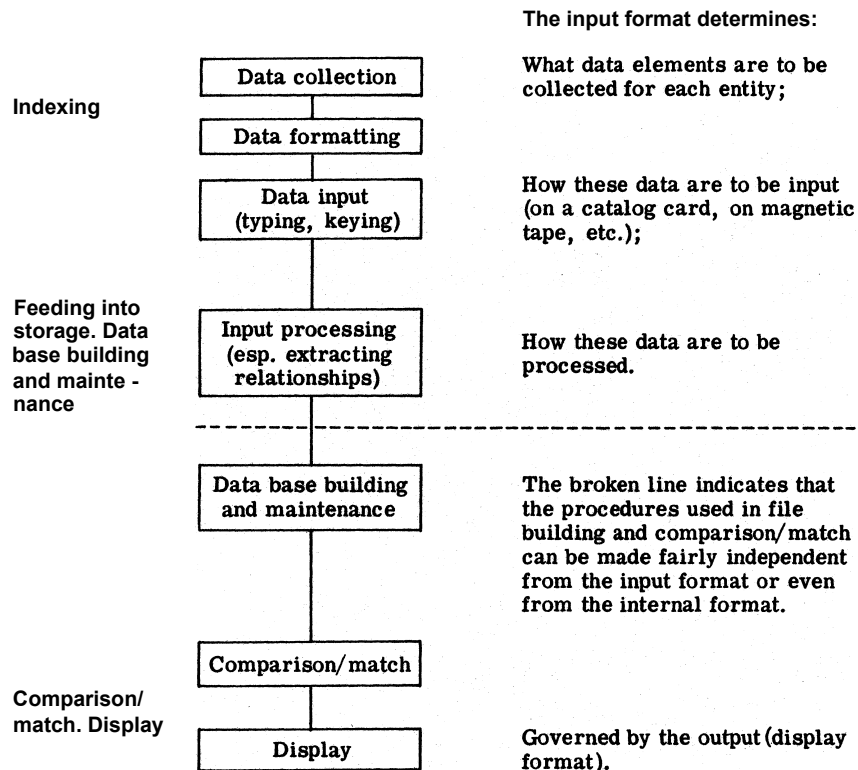 The input format determines:
Indexing
Data collection
What data elements are to be
collected for each entity;
Data formatting
Data input
(typing, keying)
How these data are to be input
(on a catalog card, on magnetic
tape, etc.);
Feeding into
storage. Data
base building
and mainte -
nance
Input processing
(esp. extracting
relationships)
How these data are to be
processed.
Data base building
and maintenance
The broken line indicates that
the procedures used in file
building and comparison/match
can be made fairly independent
from the input format or even
from the internal format.
Comparison/
match. Display
Comparison/match
Display
Governed by the output (display
format).